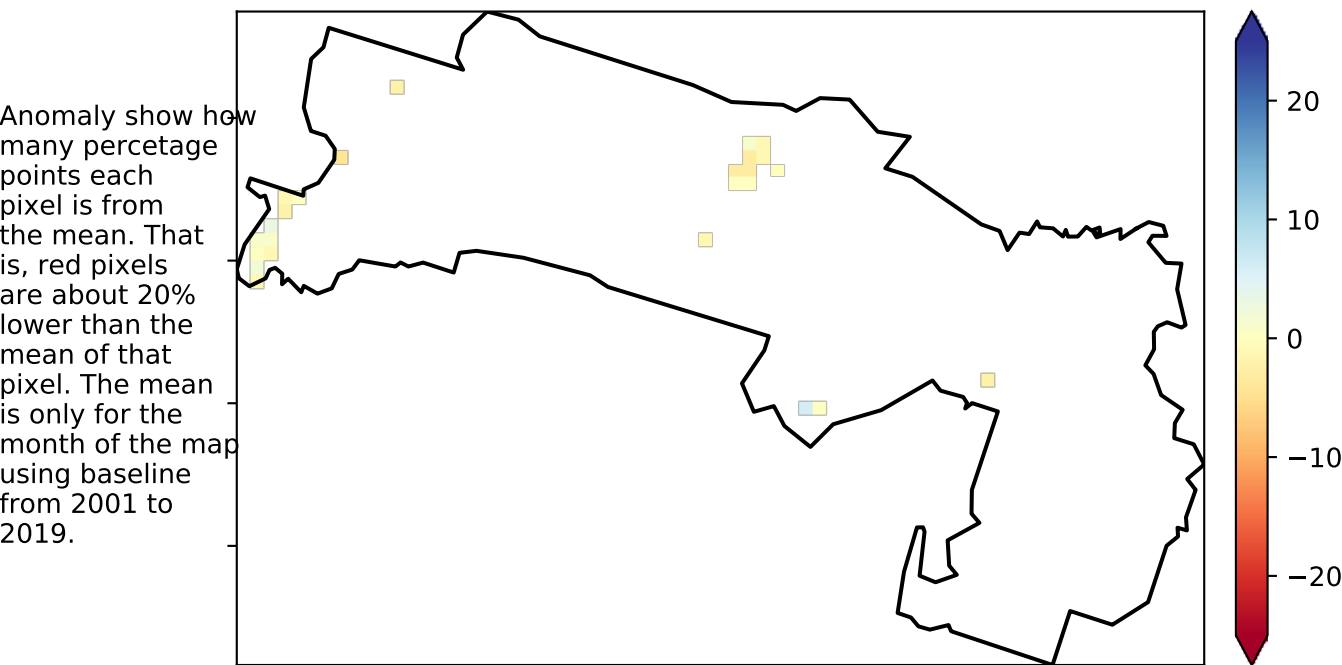 Anomaly show how
many percetage
points each
pixel is from
the mean. That
is, red pixels
are about 20%
lower than the
mean of that
pixel. The mean
is only for the
month of the map
using baseline
from 2001 to
2019.
20
10
0
−10
−20